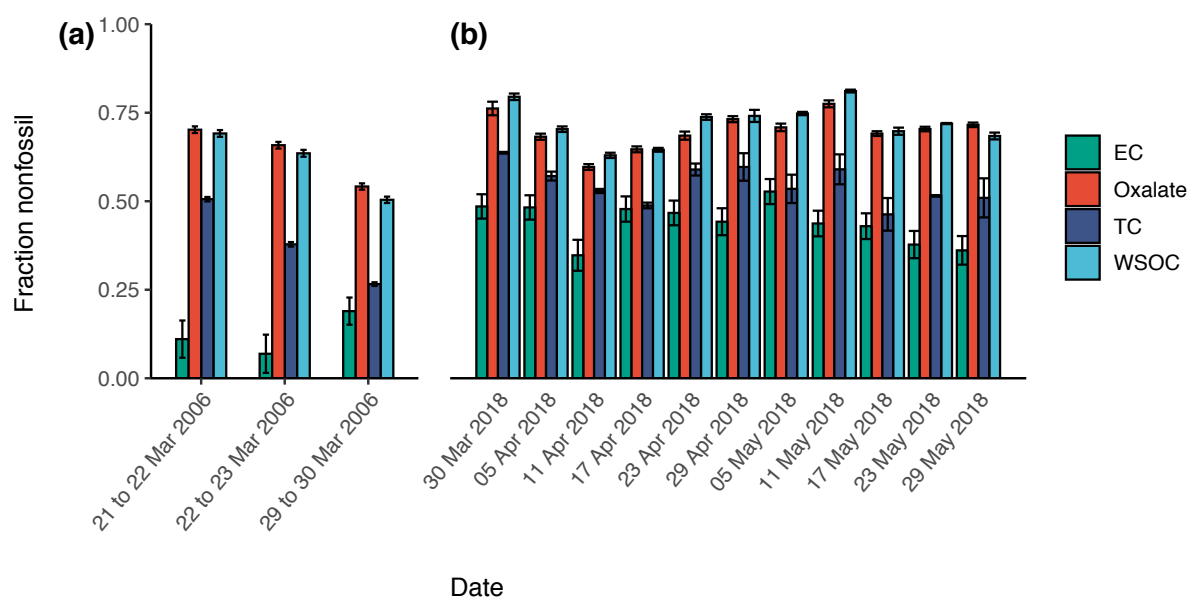 (a)
(b)
Fraction nonfossil
1.00
0.75
0.50
0.25
0.00
21 to 22 Mar 2006
22 to 23 Mar 2006
29 to 30 Mar 2006
30 Mar 2018
05 Apr 2018
11 Apr 2018
17 Apr 2018
23 Apr 2018
29 Apr 2018
05 May 2018
11 May 2018
17 May 2018
23 May 2018
29 May 2018
Date
EC
Oxalate
TC
WSOC